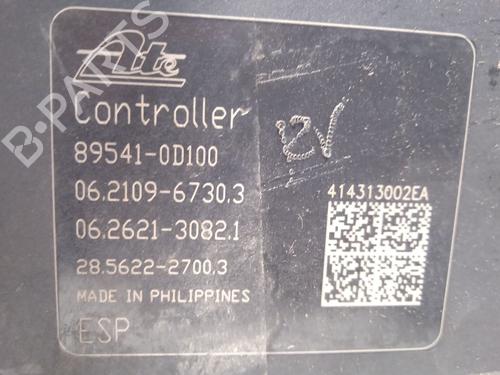 Ate
Controller
89541-0D100
06.2109-6730.3
06.2621-3082.1
28.5622-2700.3
MADE IN PHILIPPINES
ESP
414313002EA
B-PARTS